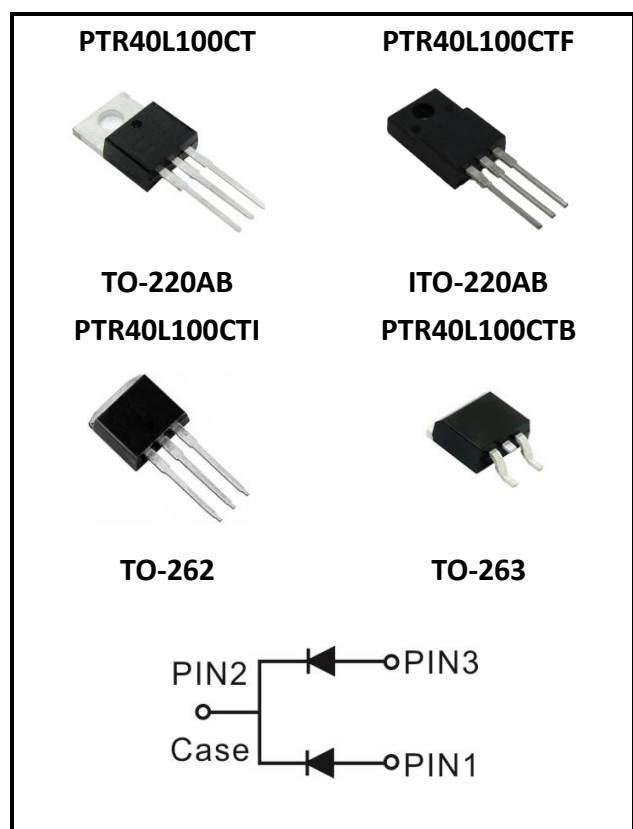 PTR40L100CT PTR40L100CTF
TO-220AB ITO-220AB
PTR40L100CTI PTR40L100CTB
TO-262 TO-263
PIN2 PIN3
Case PIN1